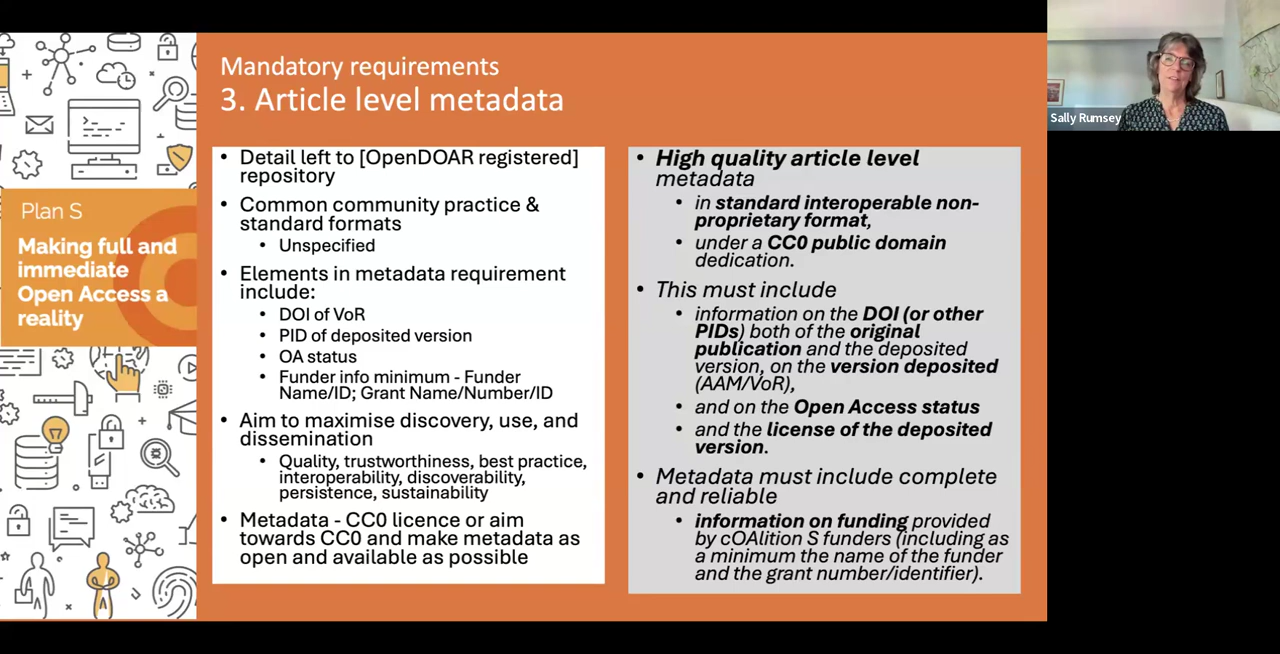 Mandatory requirements
3. Article level metadata
Sally Rumsey
Plan S
Making full and
immediate
Open Access a
reality
• Detail left to [OpenDOAR registered]
repository
• Common community practice &
standard formats
• Unspecified
• Elements in metadata requirement
include:
• DOI of VoR
• PID of deposited version
• OA status
• Funder info minimum - Funder
Name/ID; Grant Name/Number/ID
• Aim to maximise discovery, use, and
dissemination
• Quality, trustworthiness, best practice,
interoperability, discoverability,
persistence, sustainability
• Metadata - CC0 licence or aim
towards CC0 and make metadata as
open and available as possible
• High quality article level
metadata
• in standard interoperable non-
proprietary format,
• under a CC0 public domain
dedication.
• This must include
• information on the DOI (or other
PIDs) both of the original
publication and the deposited
version, on the version deposited
(AAM/VoR),
• and on the Open Access status
• and the license of the deposited
version.
• Metadata must include complete
and reliable
• information on funding provided
by cOAlition S funders (including as
a minimum the name of the funder
and the grant number/identifier).